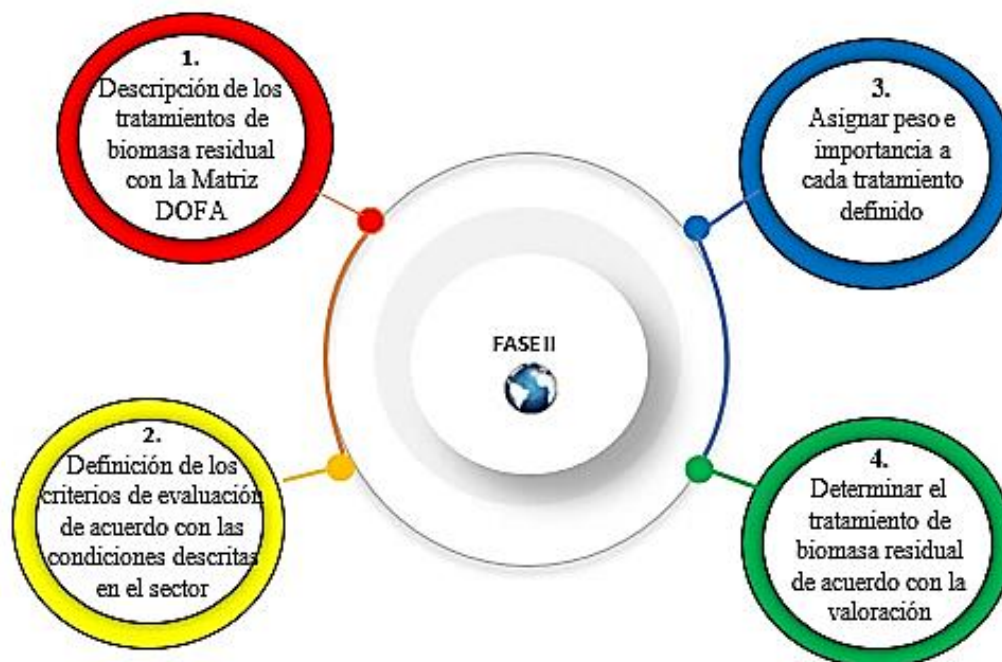 1.
Descripción de los
tratamientos de
biomasa residual
con la Matriz
DOFA
2.
Definición de los
criterios de evaluación
de acuerdo con las
condiciones descritas
en el sector
FASE II
3.
Asignar peso e
importancia a
cada tratamiento
definido
4.
Determinar el
tratamiento de
biomasa residual
de acuerdo con la
valoración